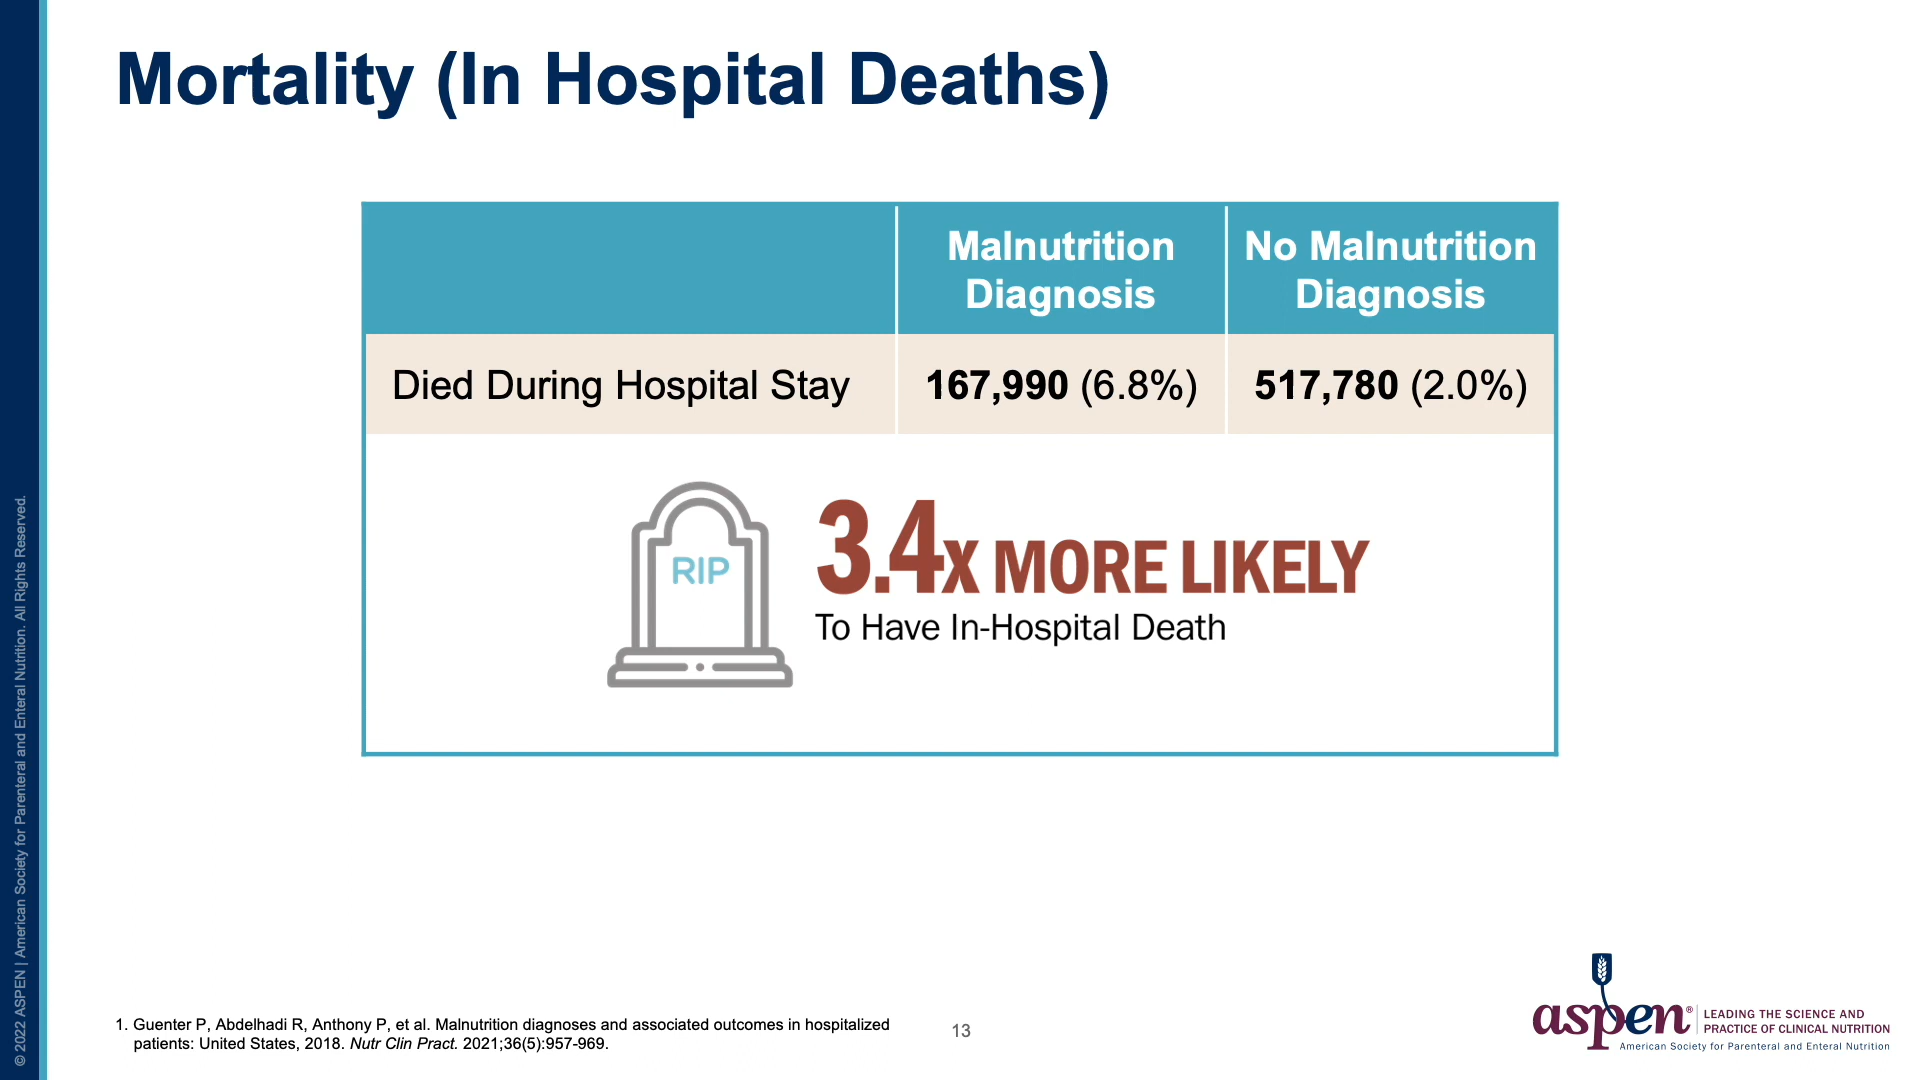 Mortality (In Hospital Deaths)
Malnutrition
Diagnosis
No Malnutrition
Diagnosis
Died During Hospital Stay
167,990 (6.8%)
517,780 (2.0%)
RIP
3.4X MORE LIKELY
To Have In-Hospital Death
© 2022 ASPEN | American Society for Parenteral and Enteral Nutrition. All Rights Reserved.
1. Guenter P, Abdelhadi R, Anthony P, et al. Malnutrition diagnoses and associated outcomes in hospitalized
patients: United States, 2018. Nutr Clin Pract. 2021;36(5):957-969.
13
aspen®
LEADING THE SCIENCE AND
PRACTICE OF CLINICAL NUTRITION
American Society for Parenteral and Enteral Nutrition